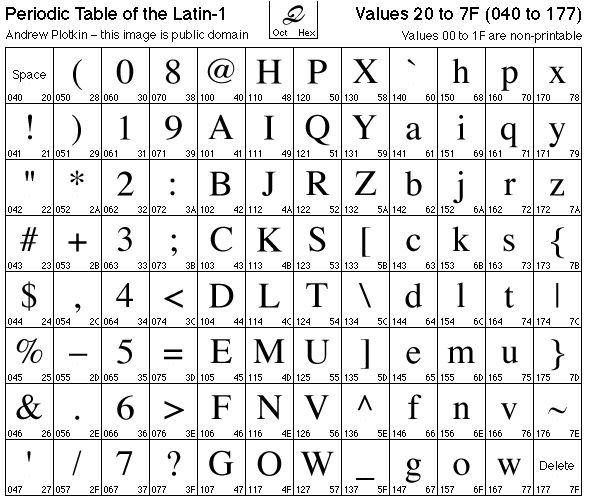 Periodic Table of the Latin-1 Q Values 20 to 7F (040 to 177)
Andrew Plotkin – this image is public domain Oct Hex Values 00 to 1F are non-printable
Space ( 0 8 @ H P X ` h p x
040 20 050 28 060 30 070 38 100 40 110 48 120 50 130 58 140 60 150 68 160 70 170 78
! ) 1 9 A I Q Y a i q y
041 21 051 29 061 31 071 39 101 41 111 49 121 51 131 59 141 61 151 69 161 71 171 79
" * 2 : B J R Z b j r z
042 22 052 2A 062 32 072 3A 102 42 112 4A 122 52 132 5A 142 62 152 6A 162 72 172 7A
# + 3 ; C K S [ c k s {
043 23 053 2B 063 33 073 3B 103 43 113 4B 123 53 133 5B 143 63 153 6B 163 73 173 7B
$ , 4 < D L T \ d l t |
044 24 054 2C 064 34 074 3C 104 44 114 4C 124 54 134 5C 144 64 154 6C 164 74 174 7C
% – 5 = E M U ] e m u }
045 25 055 2D 065 35 075 3D 105 45 115 4D 125 55 135 5D 145 65 155 6D 165 75 175 7D
& . 6 > F N V ^ f n v ~
046 26 056 2E 066 36 076 3E 106 46 116 4E 126 56 136 5E 146 66 156 6E 166 76 176 7E
' / 7 ? G O W _ g o w Delete
047 27 057 2F 067 37 077 3F 107 47 117 4F 127 57 137 5F 147 67 157 6F 167 77 177 7F